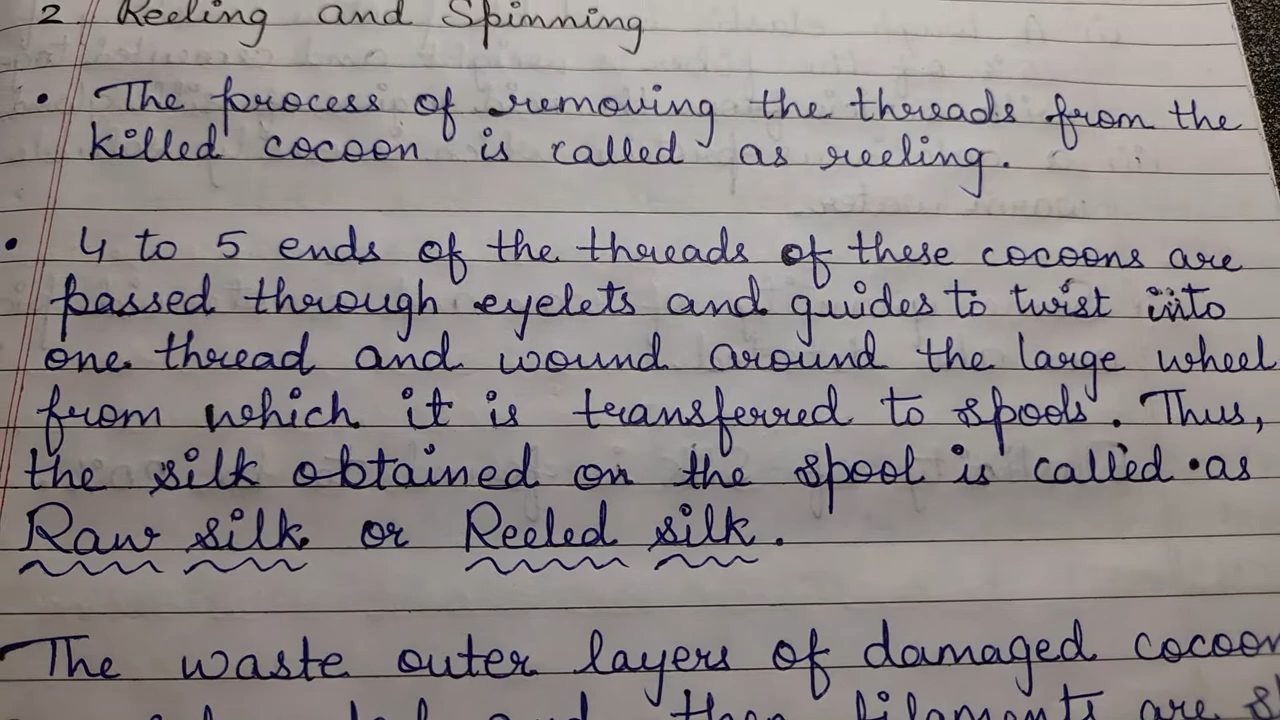 2 Reeling and Spinning
• The process of removing the threads from the
killed cocoon is called as reeling.
• 4 to 5 ends of the threads of these cocoons are
passed through eyelets and guides to twist into
one thread and wound around the large wheel
from which it is transferred to spools. Thus,
the silk obtained on the spool is called as
Raw silk or Reeled silk.
The waste outer layers of damaged cocoon
filaments are